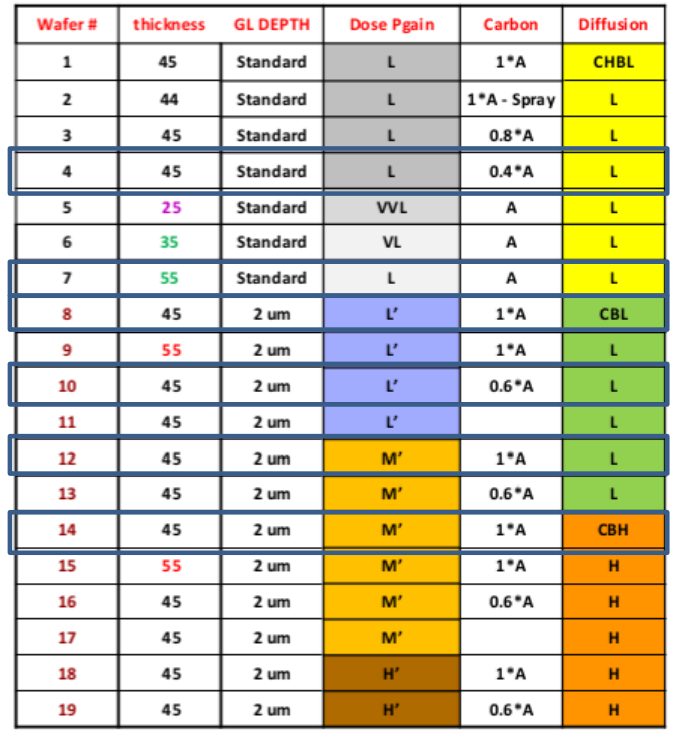 Wafer # thickness GL DEPTH Dose Pgain Carbon Diffusion
1 45 Standard L 1*A CHBL
2 44 Standard L 1*A - Spray L
3 45 Standard L 0.8*A L
4 45 Standard L 0.4*A L
5 25 Standard VVL A L
6 35 Standard VL A L
7 55 Standard L A L
8 45 2 um L’ 1*A CBL
9 55 2 um L’ 1*A L
10 45 2 um L’ 0.6*A L
11 45 2 um L’ L
12 45 2 um M’ 1*A L
13 45 2 um M’ 0.6*A L
14 45 2 um M’ 1*A CBH
15 55 2 um M’ 1*A H
16 45 2 um M’ 0.6*A H
17 45 2 um M’ H
18 45 2 um H’ 1*A H
19 45 2 um H’ 0.6*A H